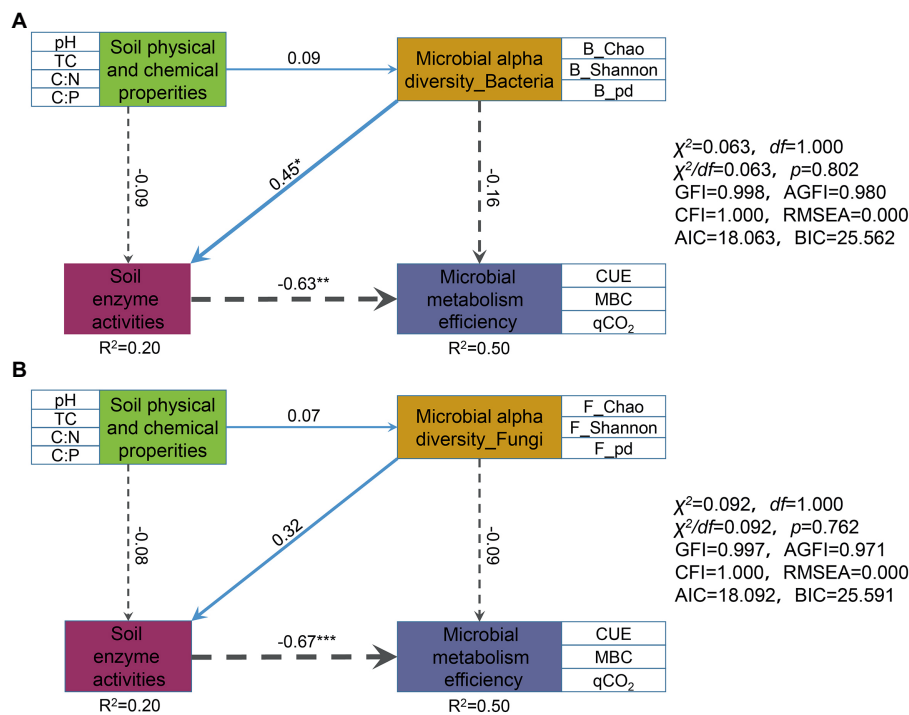 A
pH
TC
C:N
C:P
Soil physical
and chemical
properities
0.09
Microbial alpha
diversity_Bacteria
B_Chao
B_Shannon
B_pd
-0.09
0.45*
-0.16
χ²=0.063, df=1.000
χ²/df=0.063, p=0.802
GFI=0.998, AGFI=0.980
CFI=1.000, RMSEA=0.000
AIC=18.063, BIC=25.562
Soil
enzyme
activities
R²=0.20
-0.63**
Microbial
metabolism
efficiency
R²=0.50
CUE
MBC
qCO₂
B
pH
TC
C:N
C:P
Soil physical
and chemical
properities
0.07
Microbial alpha
diversity_Fungi
F_Chao
F_Shannon
F_pd
-0.08
0.32
-0.09
χ²=0.092, df=1.000
χ²/df=0.092, p=0.762
GFI=0.997, AGFI=0.971
CFI=1.000, RMSEA=0.000
AIC=18.092, BIC=25.591
Soil
enzyme
activities
R²=0.20
-0.67***
Microbial
metabolism
efficiency
R²=0.50
CUE
MBC
qCO₂